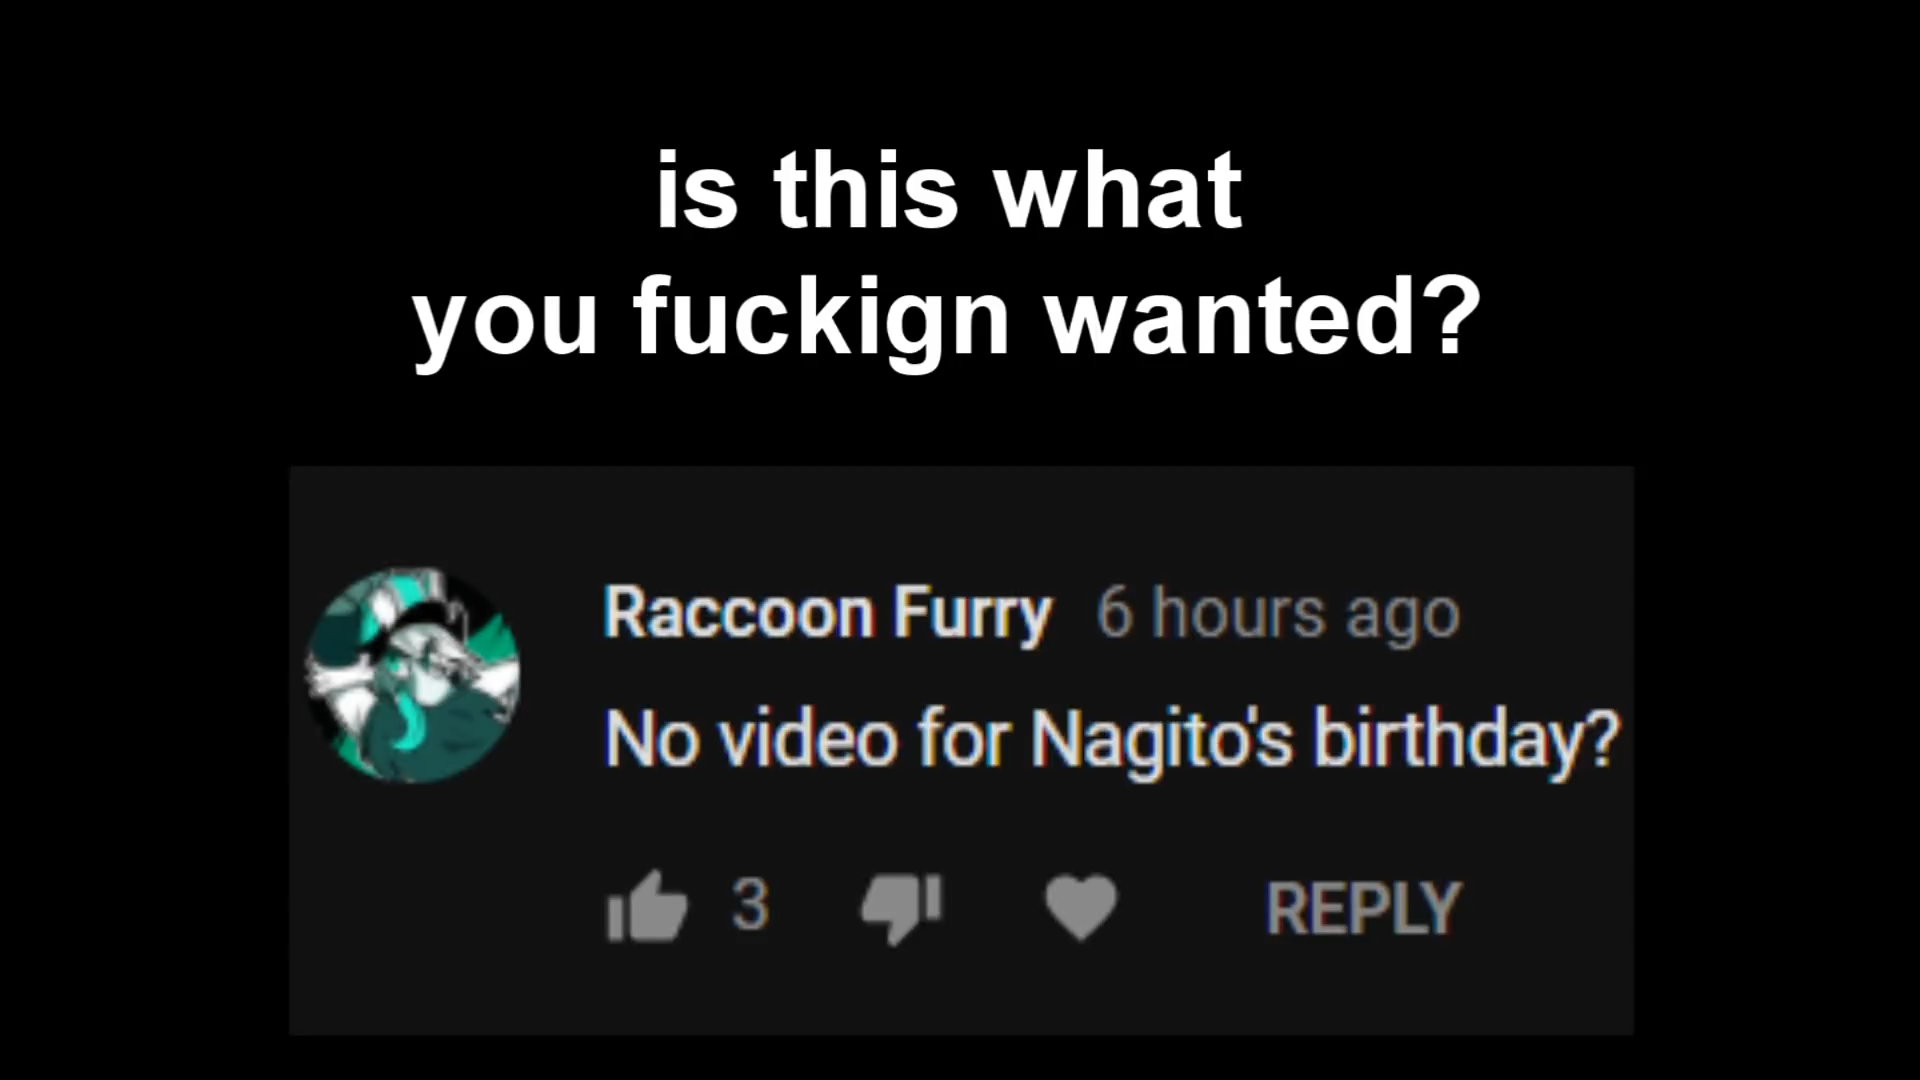 is this what
you fuckign wanted?
Raccoon Furry 6 hours ago
No video for Nagito's birthday?
3 REPLY